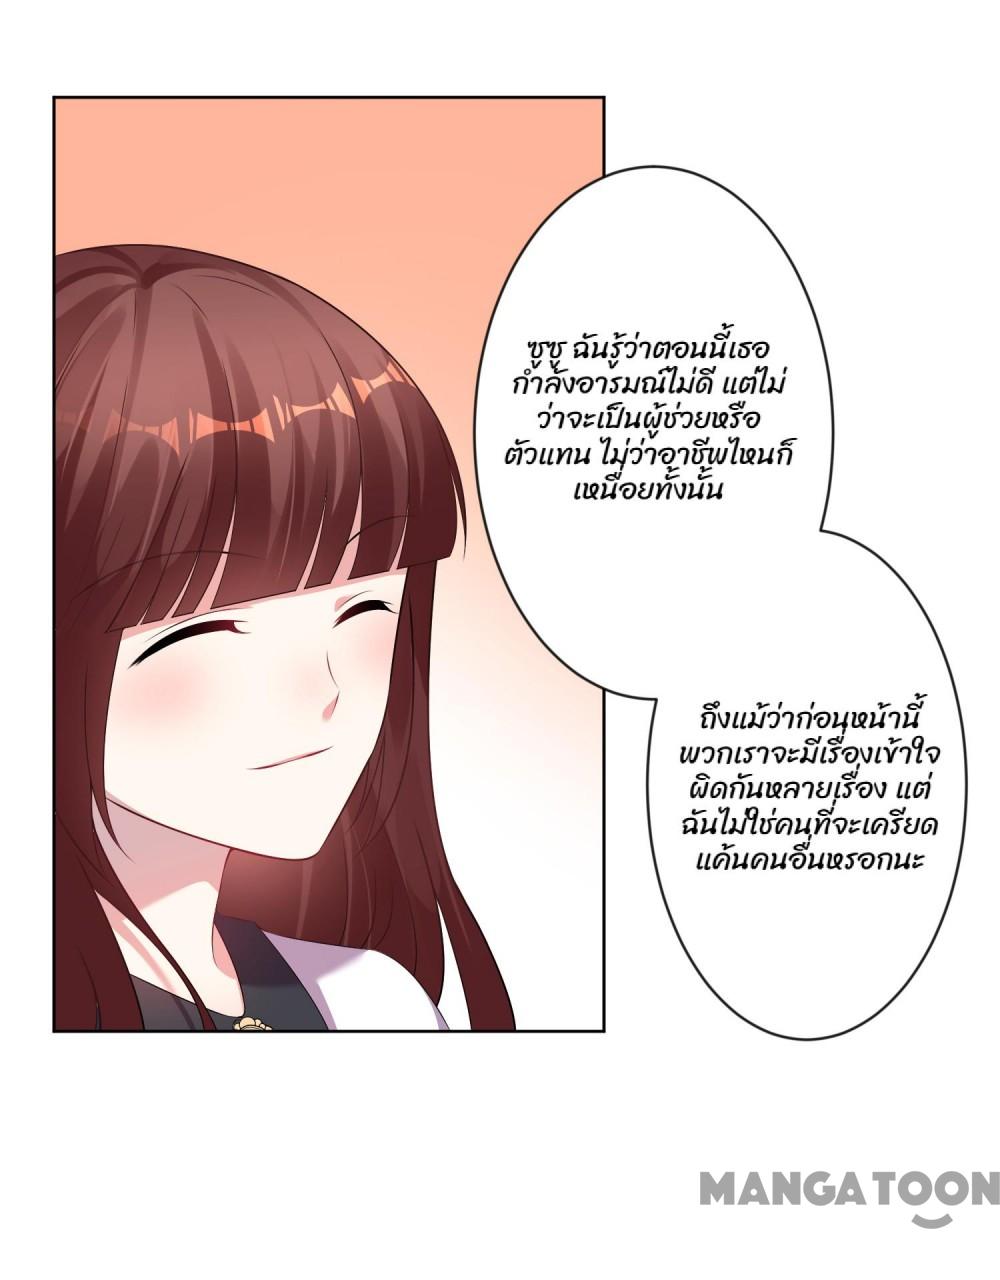 ซูซู ฉันรู้ว่าตอนนี้เธอ
กำลังอารมณ์ไม่ดี แต่ไม่
ว่าจะเป็นผู้ช่วยหรือ
ตัวแทน ไม่ว่าอาชีพไหนก็
เหนื่อยทั้งนั้น
ถึงแม้ว่าก่อนหน้านี้
พวกเราจะมีเรื่องเข้าใจ
ผิดกันหลายเรื่อง แต่
ฉันไม่ใช่คนที่จะเครียด
แค้นคนอื่นหรอกนะ
MANGATOON